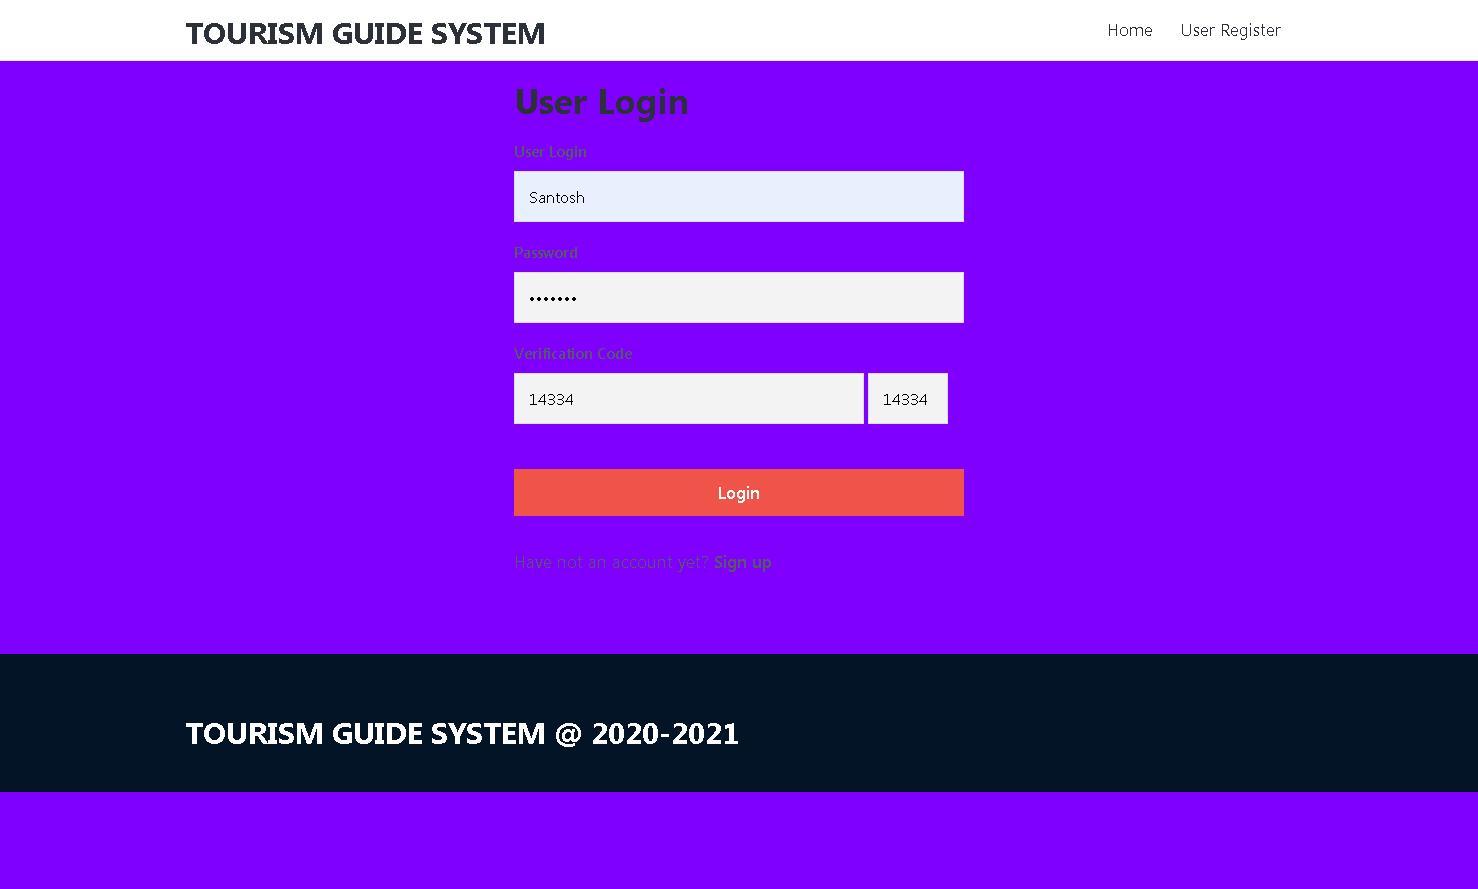 TOURISM GUIDE SYSTEM
Home User Register
User Login
User Login
Santosh
Password
•••••••
Verification Code
14334 14334
Login
Have not an account yet? Sign up
TOURISM GUIDE SYSTEM @ 2020-2021